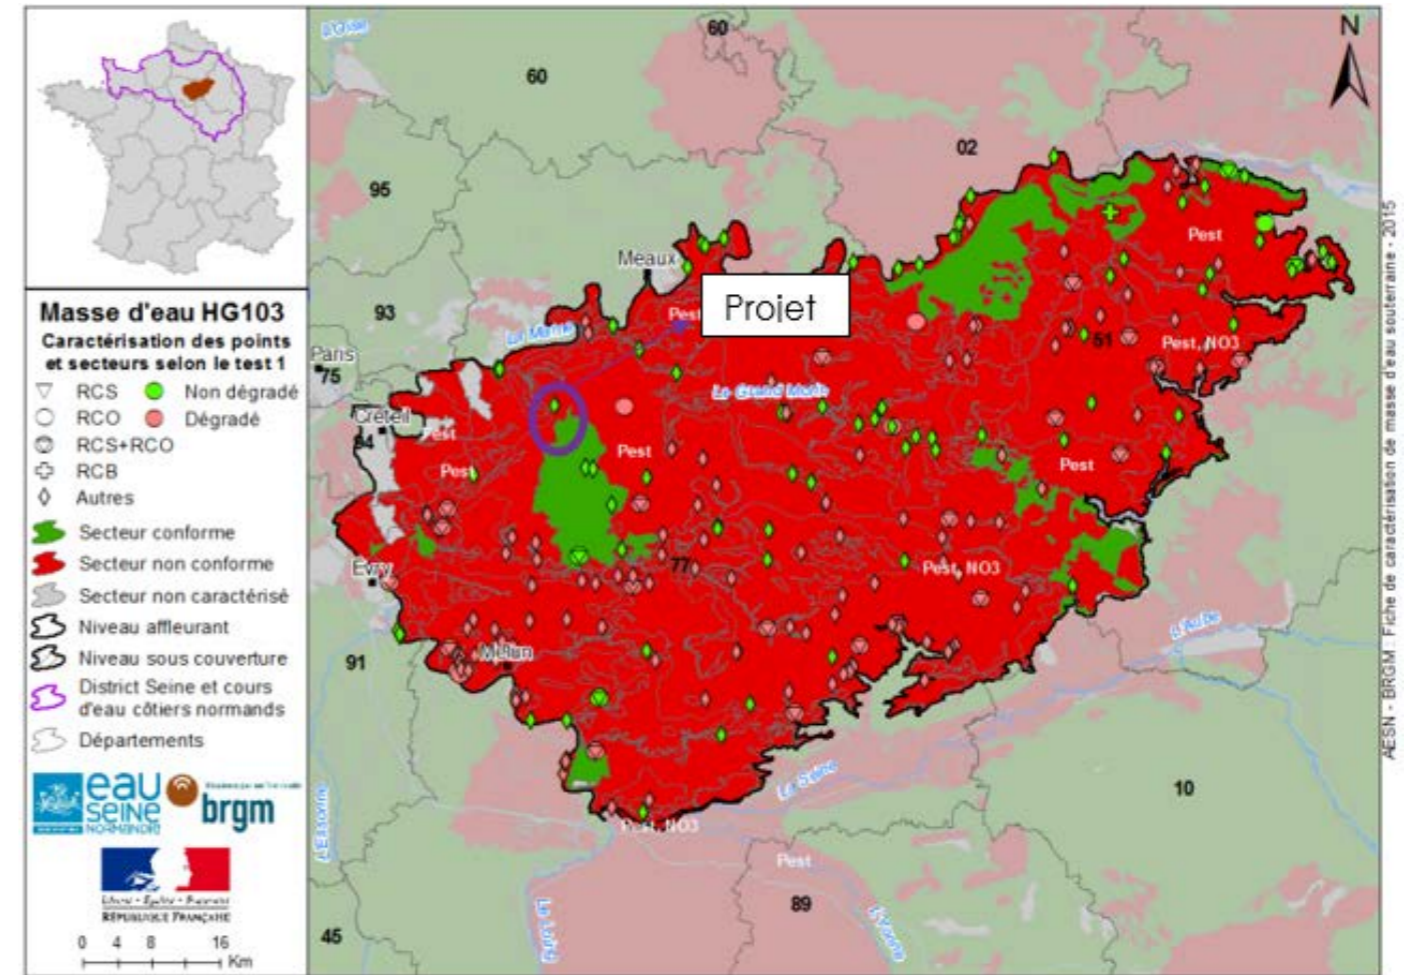 Masse d'eau HG103
Caractérisation des points
et secteurs selon le test 1
RCS
Non dégradé
RCO
Dégradé
RCS+RCO
RCB
Autres
Secteur conforme
Secteur non conforme
Secteur non caractérisé
Niveau affleurant
Niveau sous couverture
District Seine et cours
d'eau côtiers normands
Départements
eau
SEINE
NORMANDIE
brgm
Liberté • Égalité • Fraternité
RÉPUBLIQUE FRANÇAISE
0 4 8 16
Km
N
L'Oise
60
60
02
95
Meaux
Pest
93
Projet
Pest
La Marne
Paris
75
51
Pest, NO3
Le Grand Morin
Créteil
94
Pest
Pest
Pest
Pest
Evry
77
Pest, NO3
L'Aube
91
Melun
La Seine
10
L'Essonne
Pest, NO3
Pest
89
Le Loing
L'Yonne
45
AESN - BRGM : Fiche de caractérisation de masse d'eau souterraine - 2015